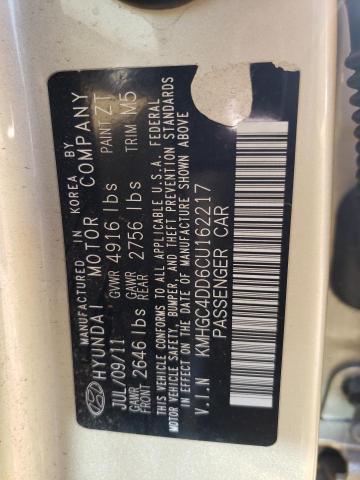 MANUFACTURED IN KOREA BY
HYUNDAI MOTOR COMPANY
JUL/09/11 GVWR 4916 lbs PAINT ZT
GAWR FRONT 2646 lbs GAWR REAR 2756 lbs TRIM M5
THIS VEHICLE CONFORMS TO ALL APPLICABLE U.S.A. FEDERAL
MOTOR VEHICLE SAFETY, BUMPER, AND THEFT PREVENTION STANDARDS
IN EFFECT ON THE DATE OF MANUFACTURE SHOWN ABOVE
V.I.N KMHGC4DD6CU162217
PASSENGER CAR